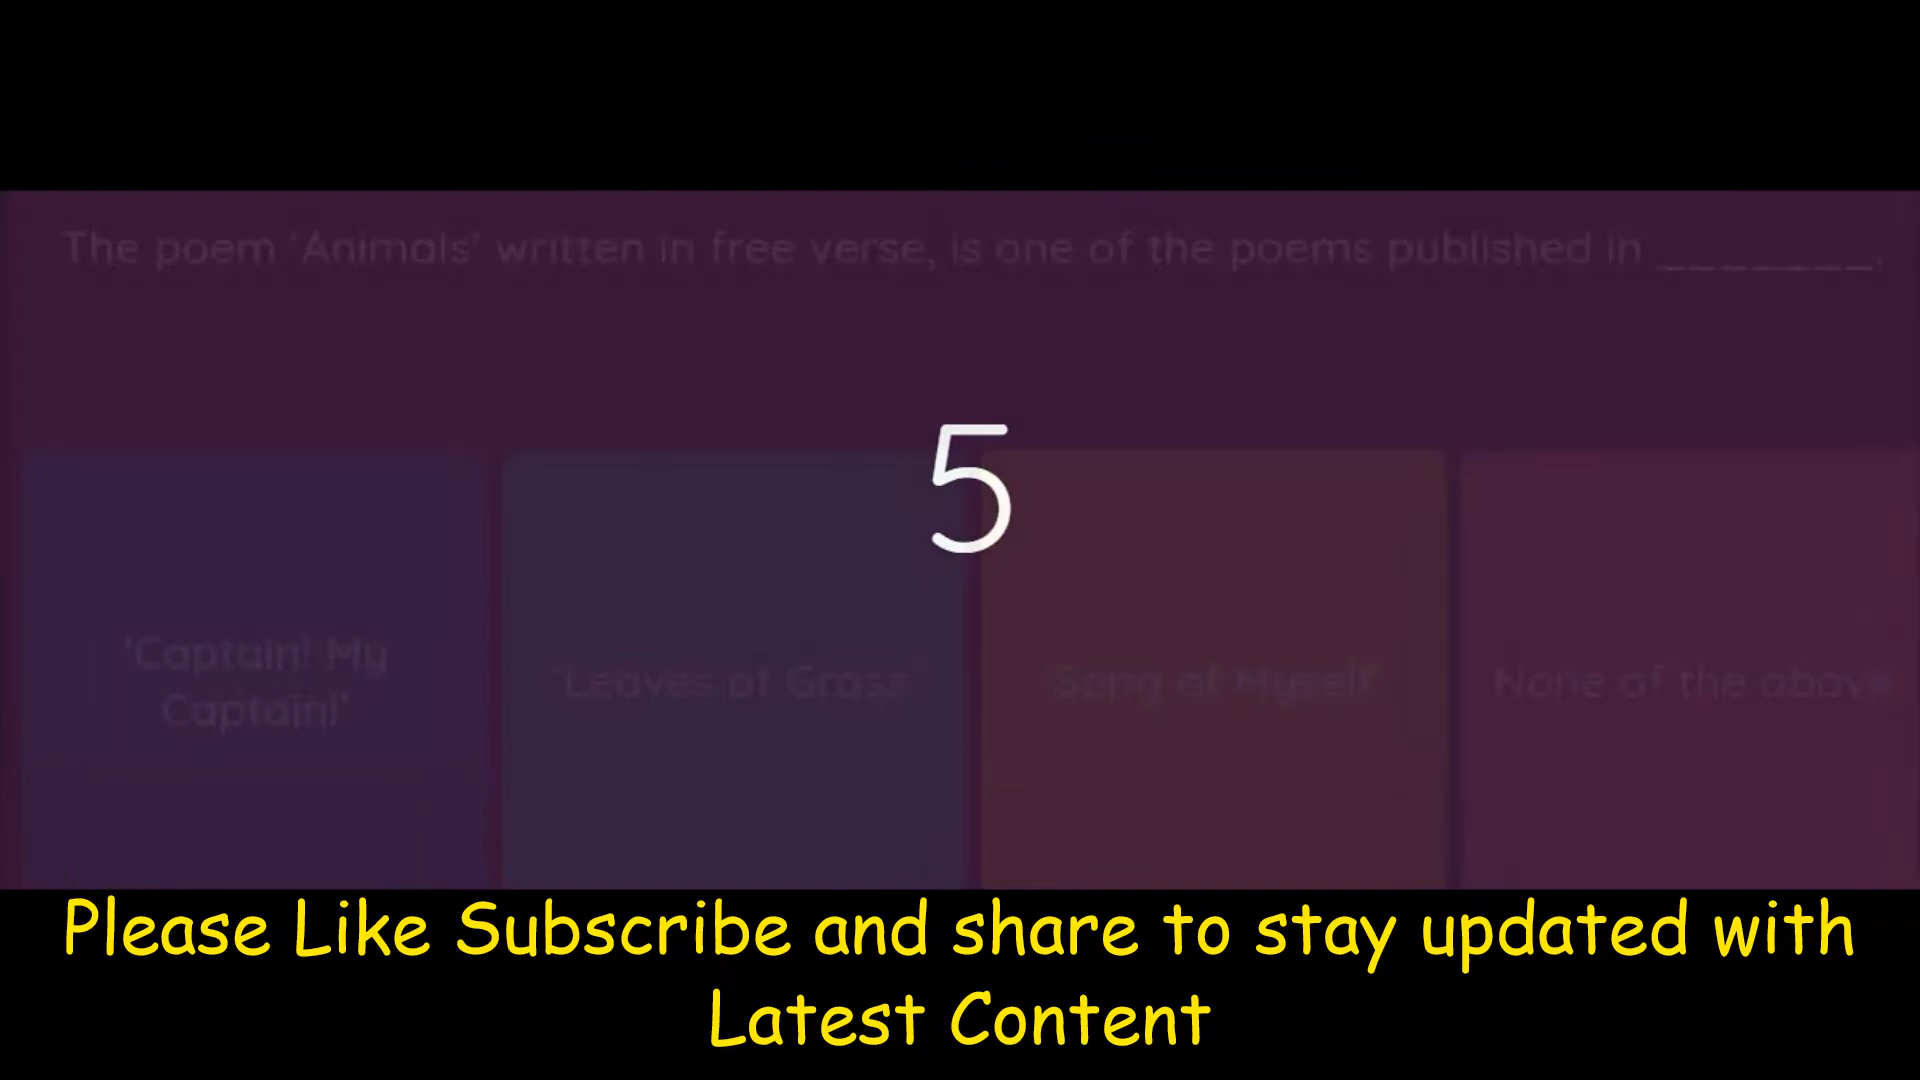 The poem 'Animals' written in free verse, is one of the poems published in _______.
5
'Captain! My
Captain!'
'Leaves of Grass'
'Song of Myself'
None of the above
Please Like Subscribe and share to stay updated with
Latest Content